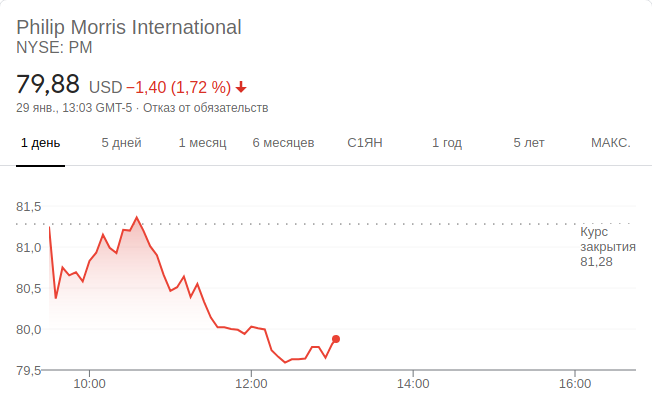 Philip Morris International
NYSE: PM
79,88 USD −1,40 (1,72 %)
29 янв., 13:03 GMT-5 · Отказ от обязательств
1 день 5 дней 1 месяц 6 месяцев С1ЯН 1 год 5 лет МАКС.
81,5
Курс
закрытия
81,28
81,0
80,5
80,0
79,5
10:00 12:00 14:00 16:00